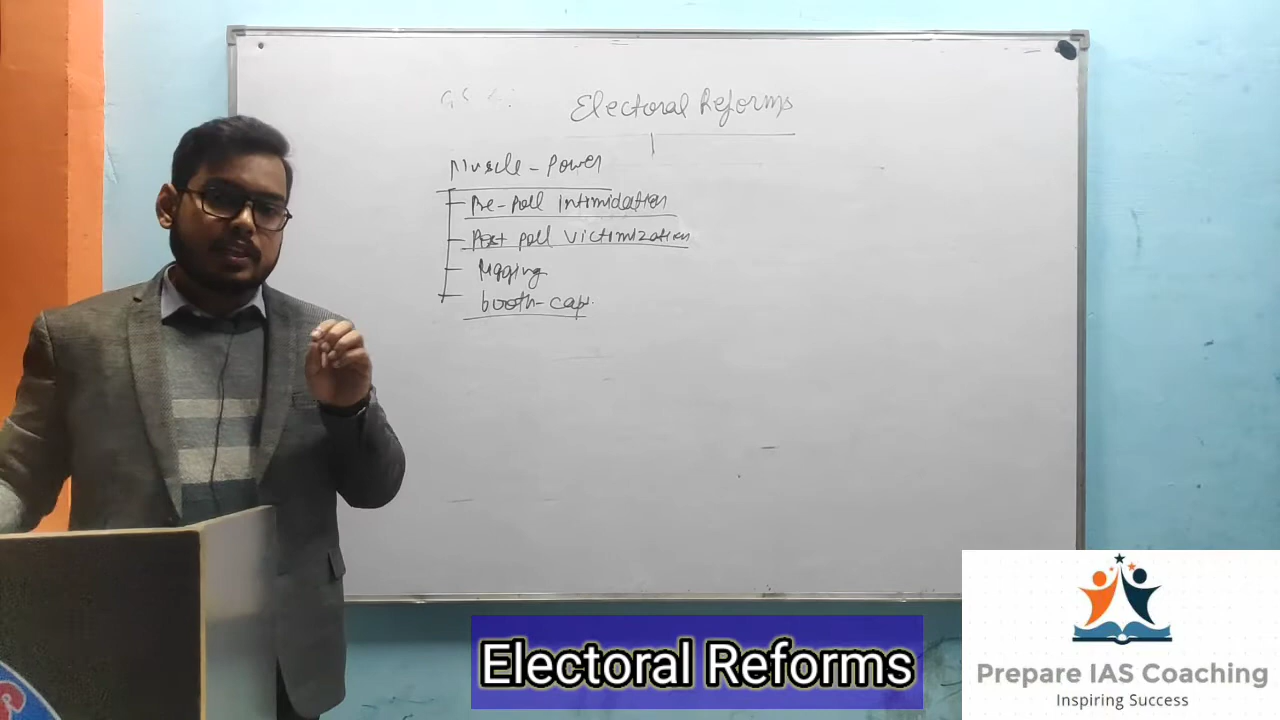 Electoral Reforms
Muscle - Power
Pre - Poll intimidation
Post poll victimization
Rigging
booth - cap.
Electoral Reforms
Prepare IAS Coaching
Inspiring Success